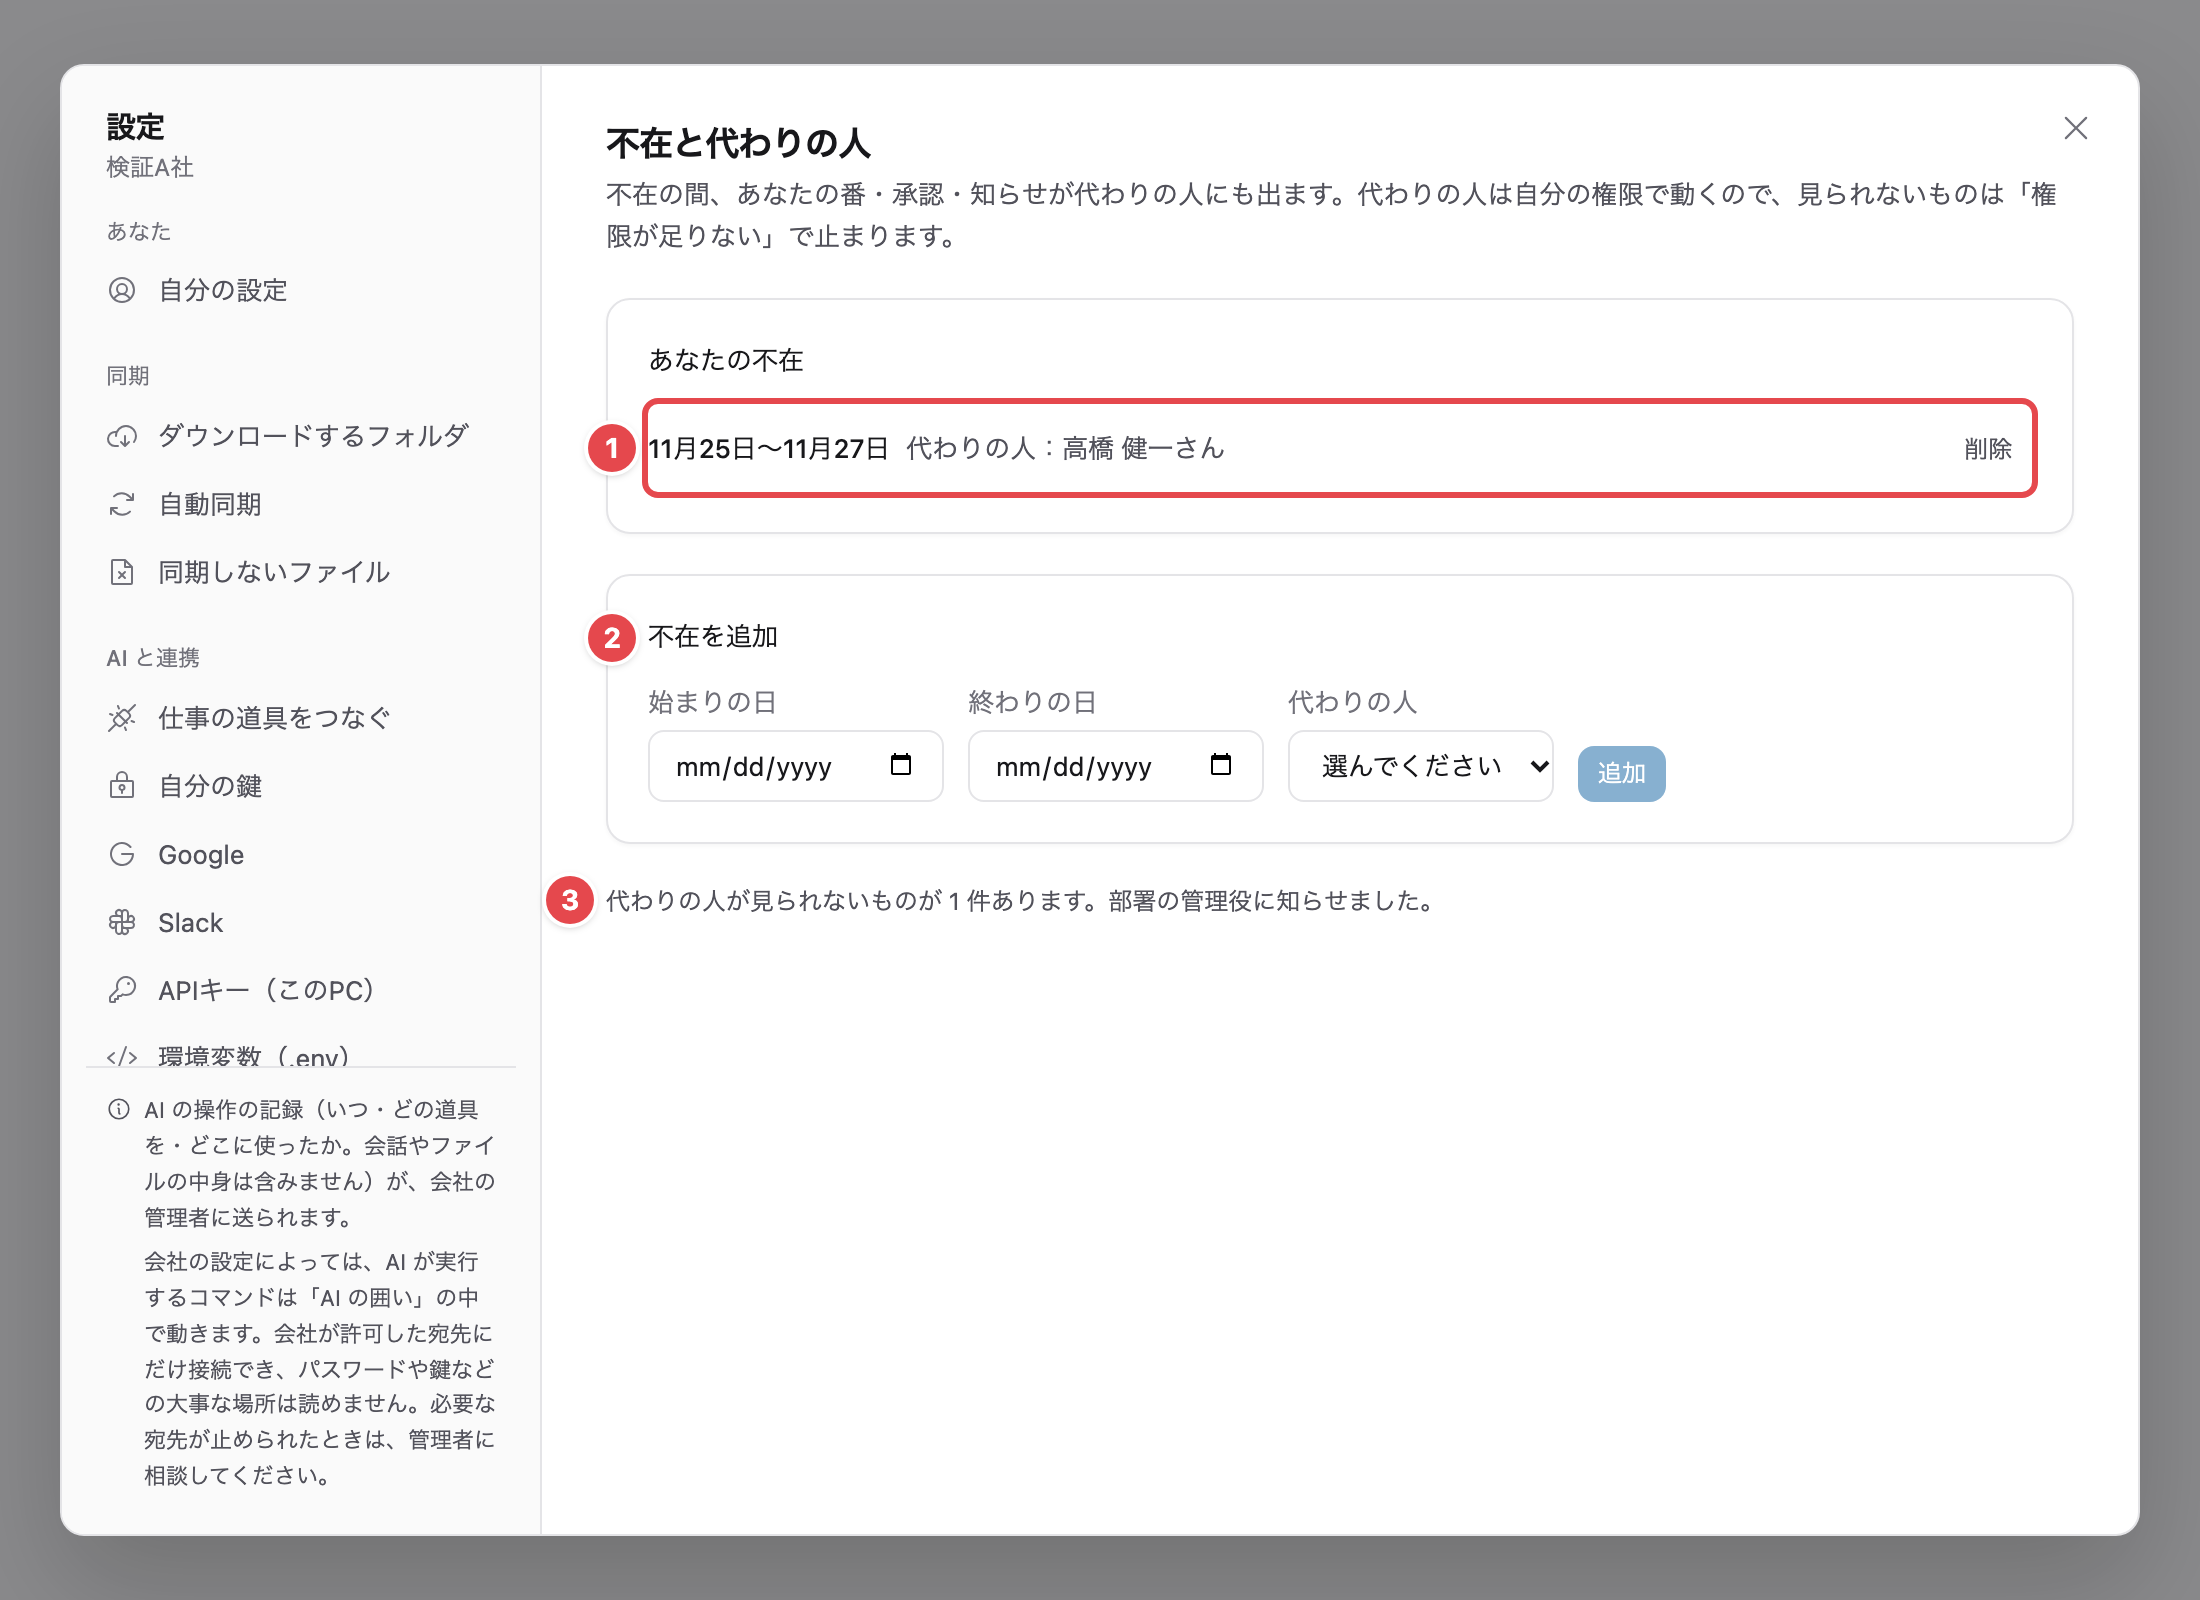 設定
検証A社
あなた
自分の設定
同期
ダウンロードするフォルダ
自動同期
同期しないファイル
AI と連携
仕事の道具をつなぐ
自分の鍵
Google
Slack
APIキー（このPC）
環境変数（.env）
AI の操作の記録（いつ・どの道具
を・どこに使ったか。会話やファイ
ルの中身は含みません）が、会社の
管理者に送られます。
会社の設定によっては、AI が実行
するコマンドは「AI の囲い」の中
で動きます。会社が許可した宛先に
だけ接続でき、パスワードや鍵など
の大事な場所は読めません。必要な
宛先が止められたときは、管理者に
相談してください。
不在と代わりの人
不在の間、あなたの番・承認・知らせが代わりの人にも出ます。代わりの人は自分の権限で動くので、見られないものは「権
限が足りない」で止まります。
あなたの不在
1 11月25日〜11月27日 代わりの人：高橋 健一さん 削除
2 不在を追加
始まりの日 終わりの日 代わりの人
mm/dd/yyyy mm/dd/yyyy 選んでください 追加
3 代わりの人が見られないものが 1 件あります。部署の管理役に知らせました。